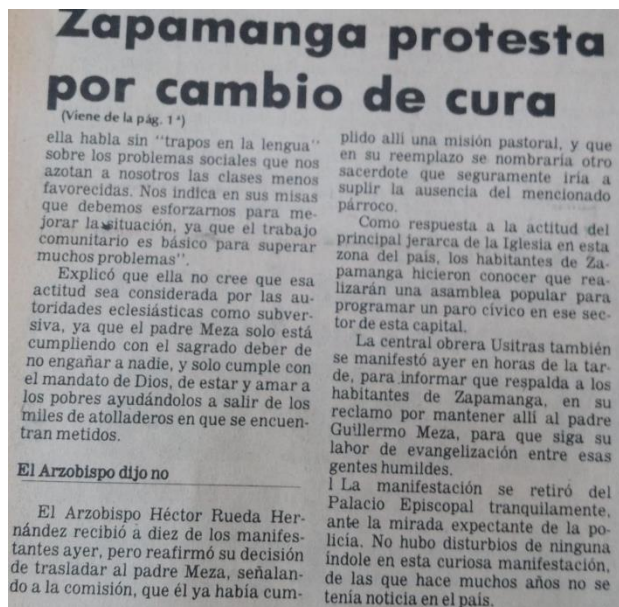 Zapamanga protesta
por cambio de cura
(Viene de la pág. 1ª)
ella habla sin "trapos en la lengua"
sobre los problemas sociales que nos
azotan a nosotros las clases menos
favorecidas. Nos indica en sus misas
que debemos esforzarnos para me-
jorar la situación, ya que el trabajo
comunitario es básico para superar
muchos problemas".
Explicó que ella no cree que esa
actitud sea considerada por las au-
toridades eclesiásticas como subver-
siva, ya que el padre Meza solo está
cumpliendo con el sagrado deber de
no engañar a nadie, y solo cumple con
el mandato de Dios, de estar y amar a
los pobres ayudándolos a salir de los
miles de atolladeros en que se encuen-
tran metidos.
El Arzobispo dijo no
El Arzobispo Héctor Rueda Her-
nández recibió a diez de los manifes-
tantes ayer, pero reafirmó su decisión
de trasladar al padre Meza, señalan-
do a la comisión, que él ya había cum-
plido allí una misión pastoral, y que
en su reemplazo se nombraría otro
sacerdote que seguramente iría a
suplir la ausencia del mencionado
párroco.
Como respuesta a la actitud del
principal jerarca de la Iglesia en esta
zona del país, los habitantes de Za-
pamanga hicieron conocer que rea-
lizarán una asamblea popular para
programar un paro cívico en ese sec-
tor de esta capital.
La central obrera Usitras también
se manifestó ayer en horas de la tar-
de, para informar que respalda a los
habitantes de Zapamanga, en su
reclamo por mantener allí al padre
Guillermo Meza, para que siga su
labor de evangelización entre esas
gentes humildes.
l La manifestación se retiró del
Palacio Episcopal tranquilamente,
ante la mirada expectante de la po-
licía. No hubo disturbios de ninguna
índole en esta curiosa manifestación,
de las que hace muchos años no se
tenía noticia en el país.